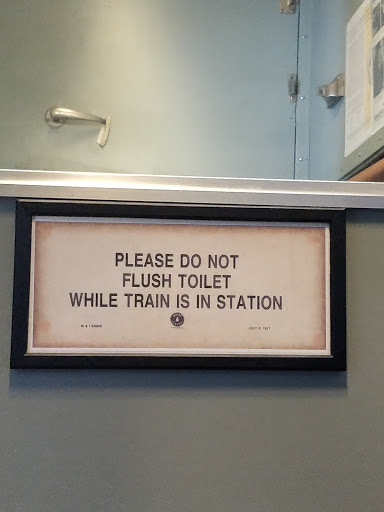 PLEASE DO NOT
FLUSH TOILET
WHILE TRAIN IS IN STATION